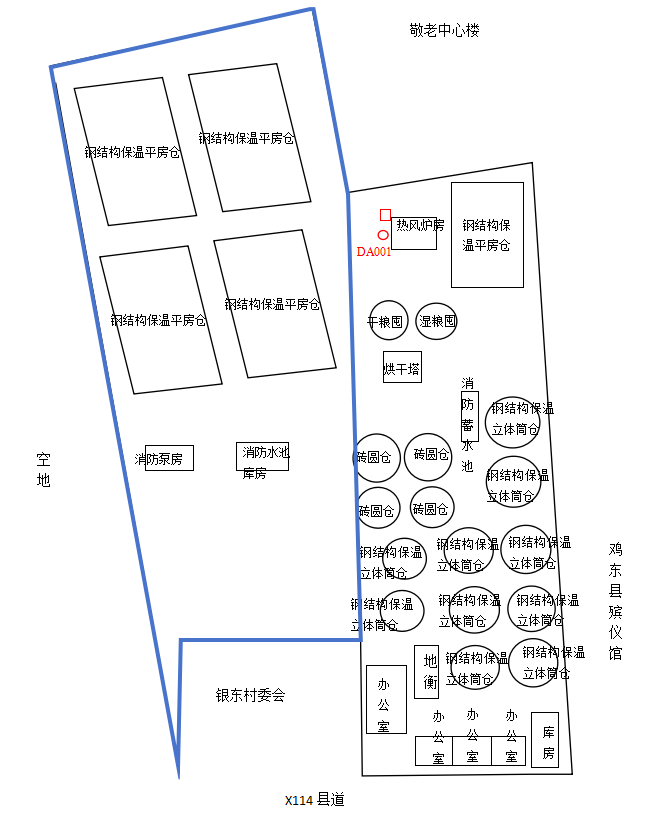 敬老中心楼
钢结构保温平房仓
钢结构保温平房仓
热风炉房
DA001
钢结构保
温平房仓
钢结构保温平房仓
钢结构保温平房仓
干粮囤
湿粮囤
烘干塔
消防蓄水池
钢结构保温
立体筒仓
消防泵房
消防水池
库房
砖圆仓
砖圆仓
空地
钢结构保温
立体筒仓
砖圆仓
砖圆仓
钢结构保温
立体筒仓
钢结构保温
立体筒仓
钢结构保温
立体筒仓
鸡东县殡仪馆
钢结构保温
立体筒仓
钢结构保温
立体筒仓
钢结构保温
立体筒仓
地衡
钢结构保温
立体筒仓
钢结构保温
立体筒仓
银东村委会
办公室
办公室
办公室
办公室
库房
X114 县道